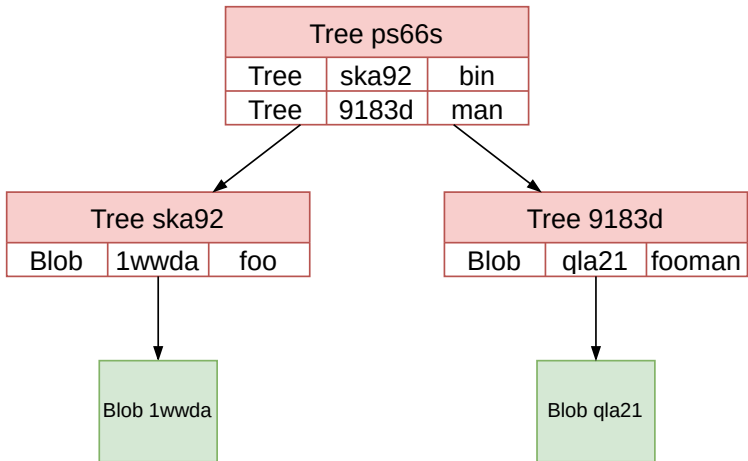 Tree ps66s
Tree ska92 bin
Tree 9183d man
Tree ska92
Blob 1wwda foo
Tree 9183d
Blob qla21 fooman
Blob 1wwda
Blob qla21